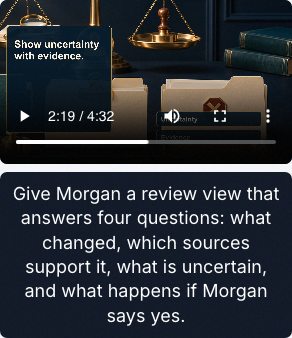 Show uncertainty
with evidence.
2:19 / 4:32
Evidence
Give Morgan a review view that
answers four questions: what
changed, which sources
support it, what is uncertain,
and what happens if Morgan
says yes.